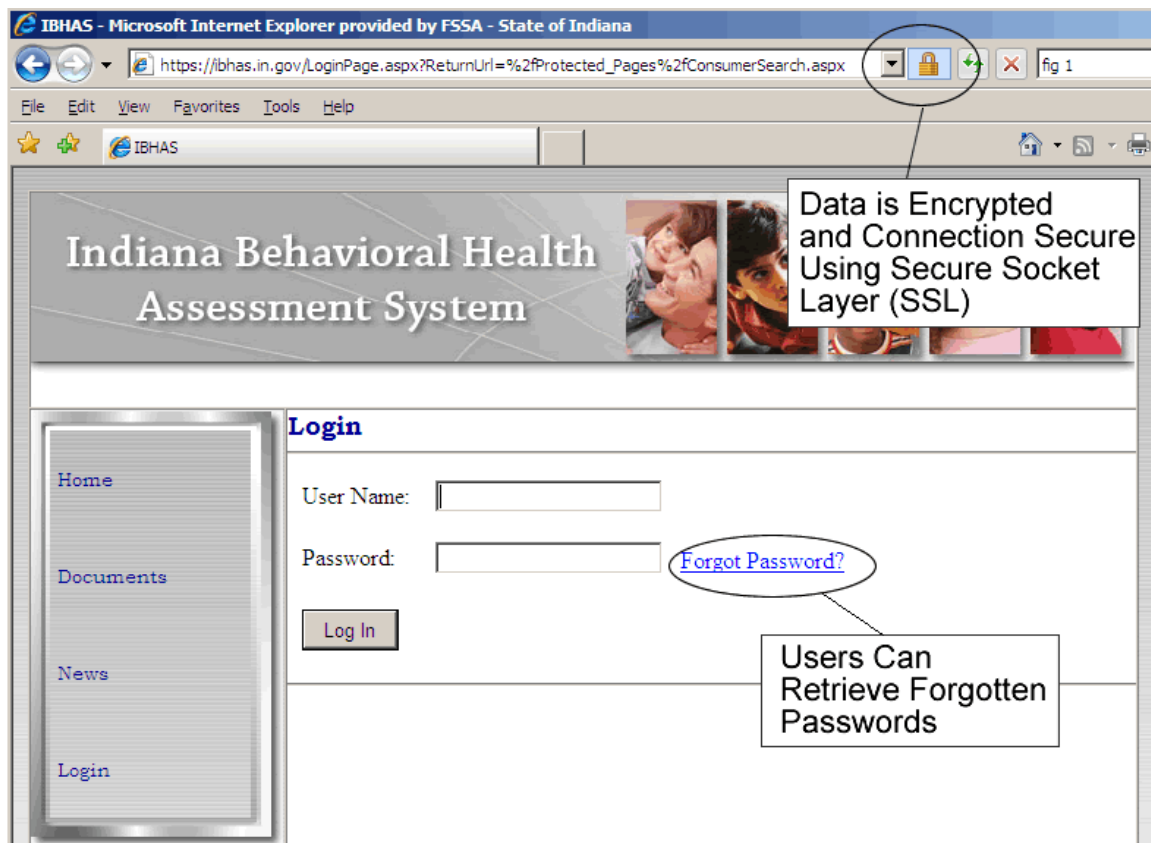 IBHAS - Microsoft Internet Explorer provided by FSSA - State of Indiana
https://ibhas.in.gov/LoginPage.aspx?ReturnUrl=%2fProtected_Pages%2fConsumerSearch.aspx
fig 1
File Edit View Favorites Tools Help
IBHAS
Data is Encrypted
and Connection Secure
Using Secure Socket
Layer (SSL)
Indiana Behavioral Health
Assessment System
Home
Documents
News
Login
Login
User Name:
Password:
Forgot Password?
Log In
Users Can
Retrieve Forgotten
Passwords